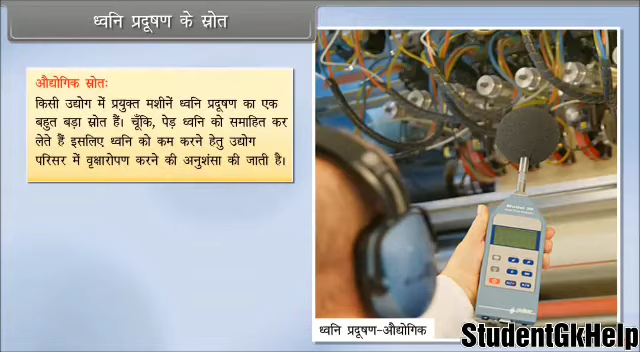 ध्वनि प्रदूषण के स्रोत
औद्योगिक स्रोतः
किसी उद्योग में प्रयुक्त मशीनें ध्वनि प्रदूषण का एक
बहुत बड़ा स्रोत हैं। चूँकि, पेड़ ध्वनि को समाहित कर
लेते हैं इसलिए ध्वनि को कम करने हेतु उद्योग
परिसर में वृक्षारोपण करने की अनुशंसा की जाती है।
ध्वनि प्रदूषण-औद्योगिक
StudentGkHelp